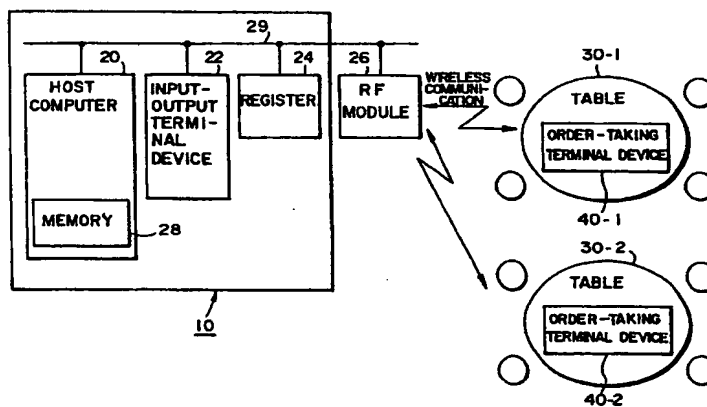 29
20
22
24
26
HOST
COMPUTER
INPUT-
OUTPUT
TERMI-
NAL
DEVICE
REGISTER
RF
MODULE
MEMORY
28
10
WIRELESS
COMMUNI-
CATION
30-1
TABLE
ORDER-TAKING
TERMINAL DEVICE
40-1
30-2
TABLE
ORDER-TAKING
TERMINAL DEVICE
40-2